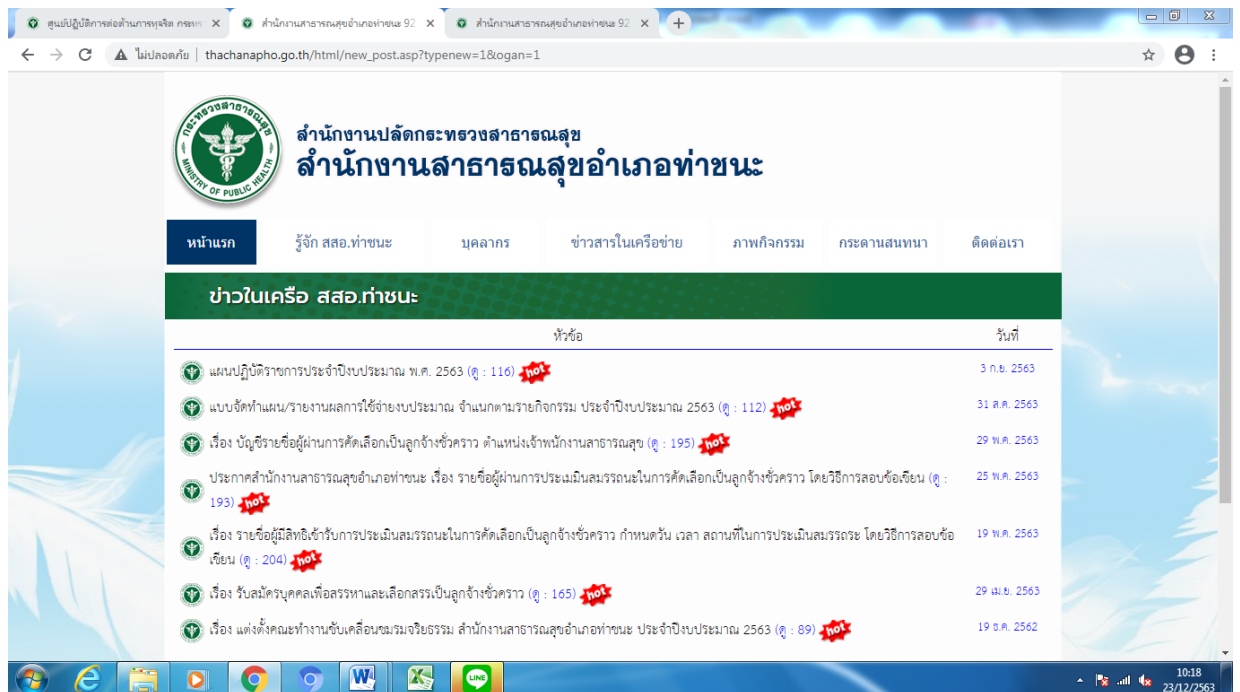 ศูนย์ปฏิบัติการต่อต้านการทุจริต กระทร
สำนักงานสาธารณสุขอำเภอท่าชนะ 92
สำนักงานสาธารณสุขอำเภอท่าชนะ 92
ไม่ปลอดภัย | thachanapho.go.th/html/new_post.asp?typenew=1&ogan=1
กระทรวงสาธารณสุข
MINISTRY OF PUBLIC HEALTH
สำนักงานปลัดกระทรวงสาธารณสุข
สำนักงานสาธารณสุขอำเภอท่าชนะ
หน้าแรก รู้จัก สสอ.ท่าชนะ บุคลากร ข่าวสารในเครือข่าย ภาพกิจกรรม กระดานสนทนา ติดต่อเรา
ข่าวในเครือ สสอ.ท่าชนะ
หัวข้อ วันที่
แผนปฏิบัติราชการประจำปีงบประมาณ พ.ศ. 2563 (ดู : 116) hot 3 ก.ย. 2563
แบบจัดทำแผน/รายงานผลการใช้จ่ายงบประมาณ จำแนกตามรายกิจกรรม ประจำปีงบประมาณ 2563 (ดู : 112) hot 31 ส.ค. 2563
เรื่อง บัญชีรายชื่อผู้ผ่านการคัดเลือกเป็นลูกจ้างชั่วคราว ตำแหน่งเจ้าพนักงานสาธารณสุข (ดู : 195) hot 29 พ.ค. 2563
ประกาศสำนักงานสาธารณสุขอำเภอท่าชนะ เรื่อง รายชื่อผู้ผ่านการประเมมินสมรรถนะในการคัดเลือกเป็นลูกจ้างชั่วคราว โดยวิธีการสอบข้อเขียน (ดู : 25 พ.ค. 2563
193) hot
เรื่อง รายชื่อผู้มีสิทธิเข้ารับการประเมินสมรรถนะในการคัดเลือกเป็นลูกจ้างชั่วคราว กำหนดวัน เวลา สถานที่ในการประเมินสมรรถระ โดยวิธีการสอบข้อ 19 พ.ค. 2563
เขียน (ดู : 204) hot
เรื่อง รับสมัครบุคคลเพื่อสรรหาและเลือกสรรเป็นลูกจ้างชั่วคราว (ดู : 165) hot 29 เม.ย. 2563
เรื่อง แต่งตั้งคณะทำงานขับเคลื่อนชมรมจริยธรรม สำนักงานสาธารณสุขอำเภอท่าชนะ ประจำปีงบประมาณ 2563 (ดู : 89) hot 19 ธ.ค. 2562
LINE
10:18
23/12/2563